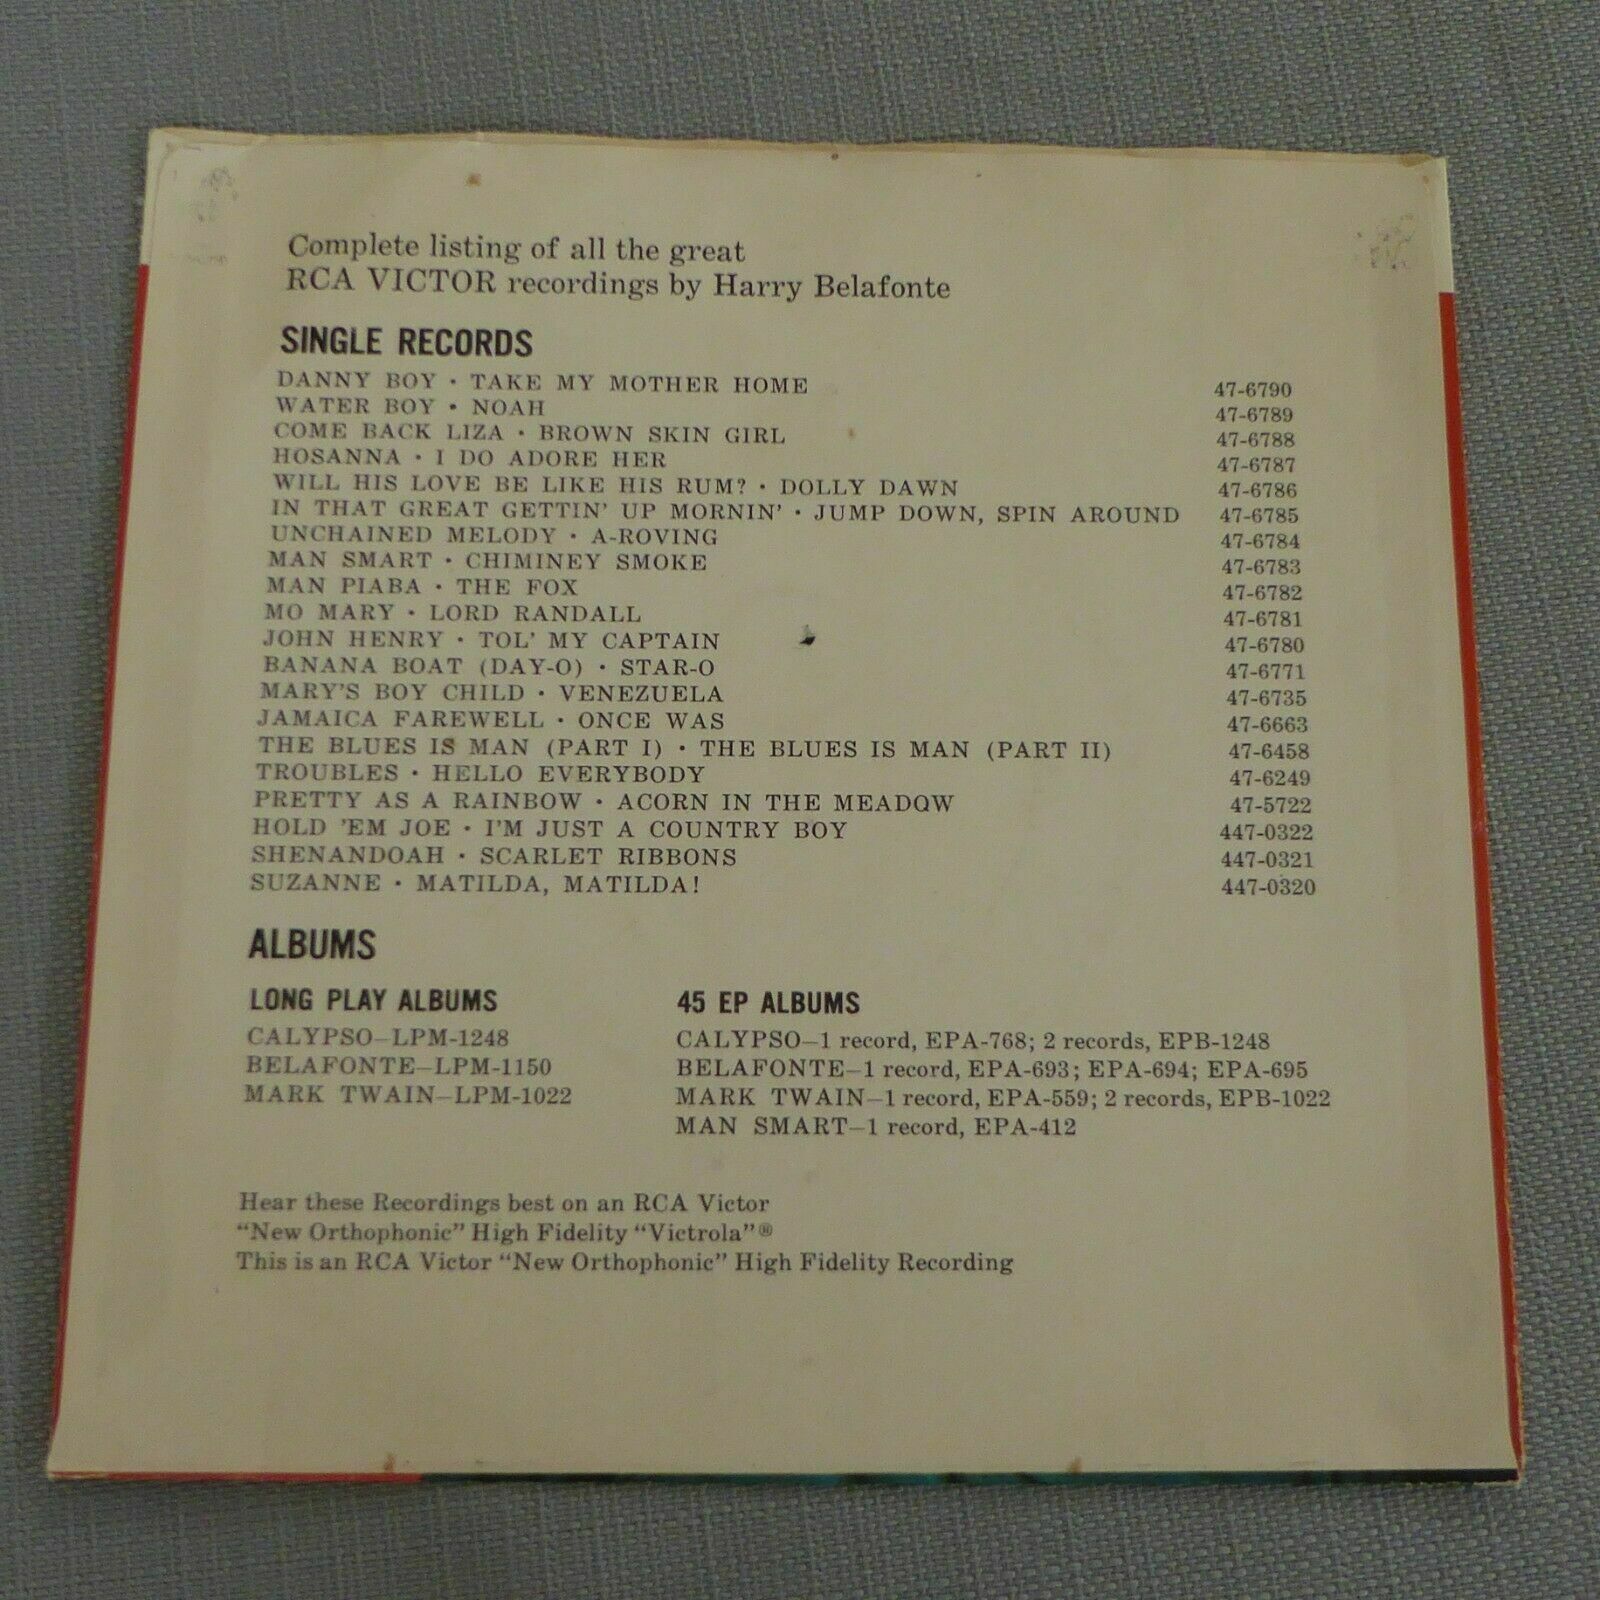 Complete listing of all the great
RCA VICTOR recordings by Harry Belafonte
SINGLE RECORDS
DANNY BOY · TAKE MY MOTHER HOME 47-6790
WATER BOY · NOAH 47-6789
COME BACK LIZA · BROWN SKIN GIRL 47-6788
HOSANNA · I DO ADORE HER 47-6787
WILL HIS LOVE BE LIKE HIS RUM? · DOLLY DAWN 47-6786
IN THAT GREAT GETTIN' UP MORNIN' · JUMP DOWN, SPIN AROUND 47-6785
UNCHAINED MELODY · A-ROVING 47-6784
MAN SMART · CHIMINEY SMOKE 47-6783
MAN PIABA · THE FOX 47-6782
MO MARY · LORD RANDALL 47-6781
JOHN HENRY · TOL' MY CAPTAIN 47-6780
BANANA BOAT (DAY-O) · STAR-O 47-6771
MARY'S BOY CHILD · VENEZUELA 47-6735
JAMAICA FAREWELL · ONCE WAS 47-6663
THE BLUES IS MAN (PART I) · THE BLUES IS MAN (PART II) 47-6458
TROUBLES · HELLO EVERYBODY 47-6249
PRETTY AS A RAINBOW · ACORN IN THE MEADOW 47-5722
HOLD 'EM JOE · I'M JUST A COUNTRY BOY 447-0322
SHENANDOAH · SCARLET RIBBONS 447-0321
SUZANNE · MATILDA, MATILDA! 447-0320
ALBUMS
LONG PLAY ALBUMS
CALYPSO—LPM-1248
BELAFONTE—LPM-1150
MARK TWAIN—LPM-1022
45 EP ALBUMS
CALYPSO—1 record, EPA-768; 2 records, EPB-1248
BELAFONTE—1 record, EPA-693; EPA-694; EPA-695
MARK TWAIN—1 record, EPA-559; 2 records, EPB-1022
MAN SMART—1 record, EPA-412
Hear these Recordings best on an RCA Victor
"New Orthophonic" High Fidelity "Victrola"®
This is an RCA Victor "New Orthophonic" High Fidelity Recording